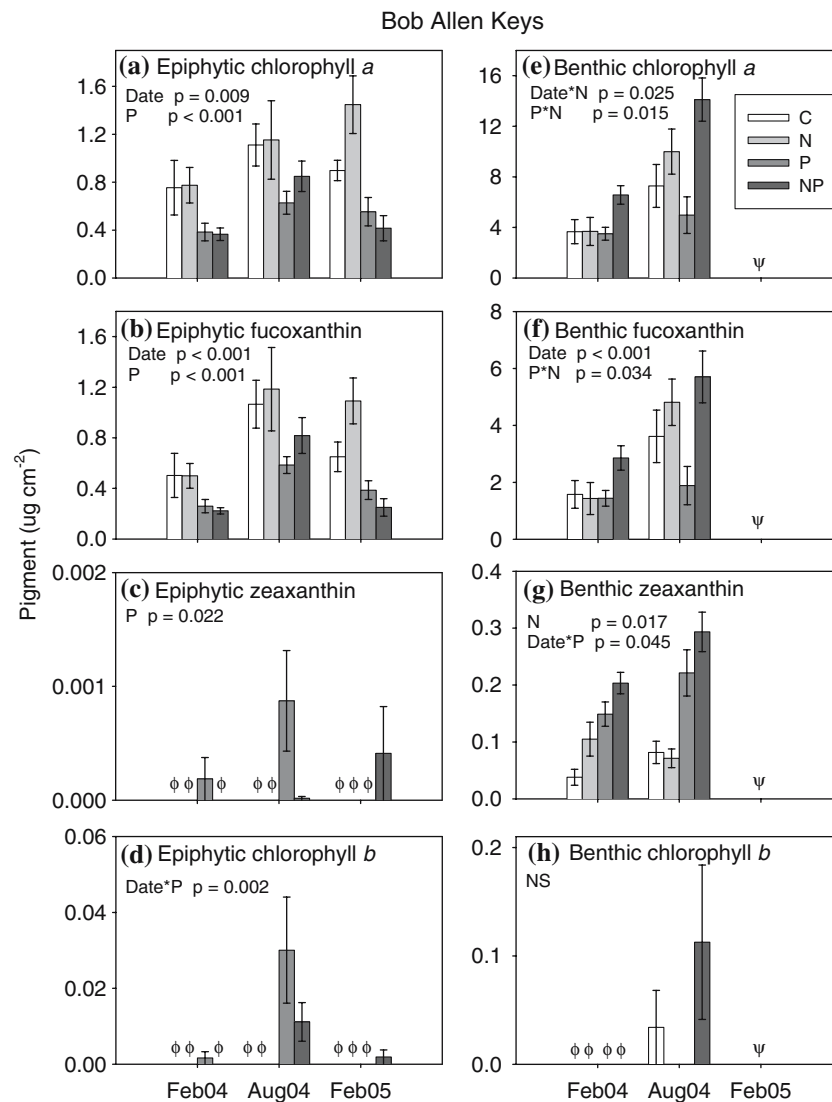 Bob Allen Keys
Pigment (ug cm-2)
(a) Epiphytic chlorophyll a
Date p = 0.009
P p < 0.001
1.6
1.2
0.8
0.4
0.0
(e) Benthic chlorophyll a
Date*N p = 0.025
P*N p = 0.015
16
12
8
4
0
ψ
C
N
P
NP
(b) Epiphytic fucoxanthin
Date p < 0.001
P p < 0.001
1.6
1.2
0.8
0.4
0.0
(f) Benthic fucoxanthin
Date p < 0.001
P*N p = 0.034
8
6
4
2
0
ψ
(c) Epiphytic zeaxanthin
P p = 0.022
0.002
0.001
0.000
ϕ ϕ ϕ ϕ ϕ ϕ ϕ ϕ
(g) Benthic zeaxanthin
N p = 0.017
Date*P p = 0.045
0.4
0.3
0.2
0.1
0.0
ψ
(d) Epiphytic chlorophyll b
Date*P p = 0.002
0.06
0.04
0.02
0.00
ϕ ϕ ϕ ϕ ϕ ϕ ϕ ϕ
(h) Benthic chlorophyll b
NS
0.2
0.1
0.0
ϕ ϕ ϕ ϕ ψ
Feb04 Aug04 Feb05
Feb04 Aug04 Feb05